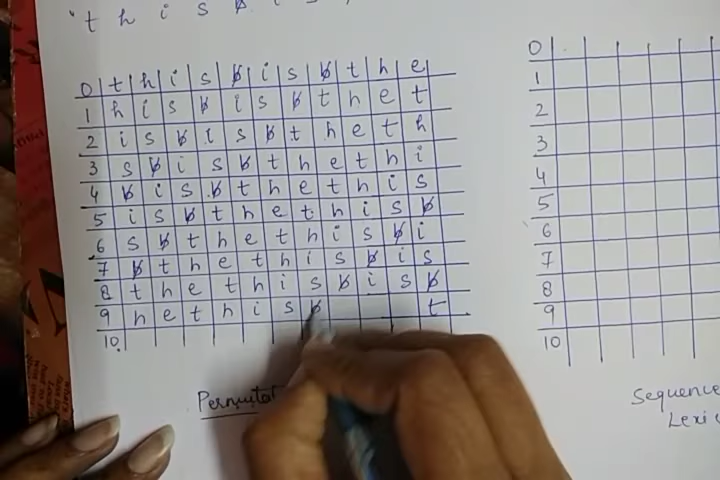 "t h i s ƀ i s
0 t h i s ƀ i s ƀ t h e
1 h i s ƀ i s ƀ t h e t
2 i s ƀ i s ƀ t h e t h
3 s ƀ i s ƀ t h e t h i
4 ƀ i s ƀ t h e t h i s
5 i s ƀ t h e t h i s ƀ
6 s ƀ t h e t h i s ƀ i
7 ƀ t h e t h i s ƀ i s
8 t h e t h i s ƀ i s ƀ
9 h e t h i s ƀ t
10.
0
1
2
3
4
5
6
7
8
9
10
Sequence